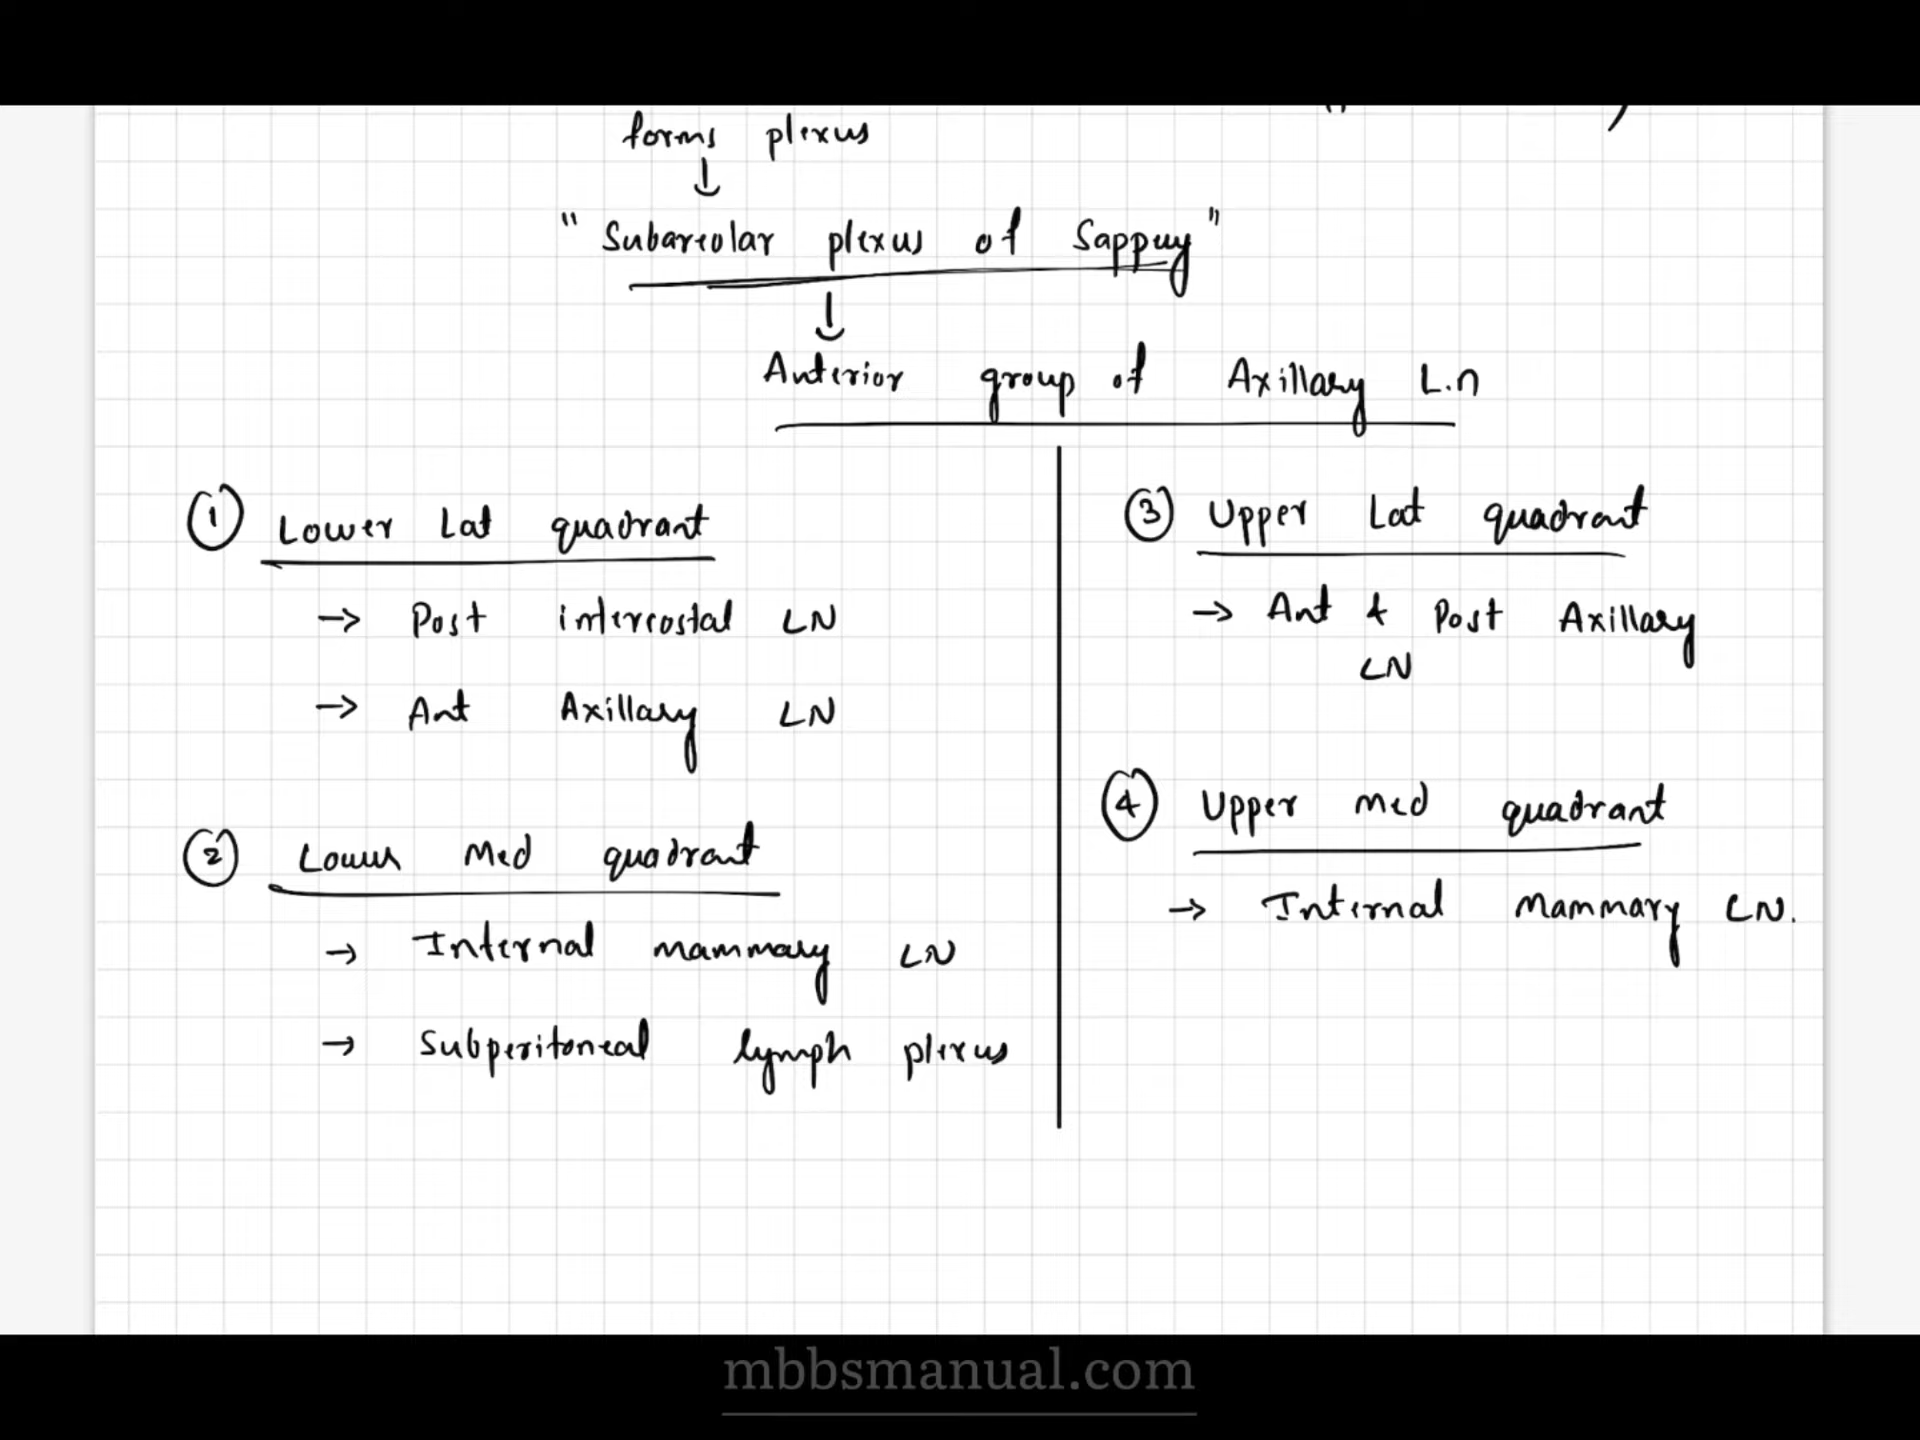 forms plexus
↓
"Subareolar plexus of Sappuy"
↓
Anterior group of Axillary L.n
① Lower Lat quadrant
→ Post intercostal LN
→ Ant Axillary LN
② Lower Med quadrant
→ Internal mammary LN
→ Subperitoneal lymph plexus
③ Upper Lat quadrant
→ Ant & Post Axillary
LN
④ Upper Med quadrant
→ Internal mammary LN.
mbbsmanual.com